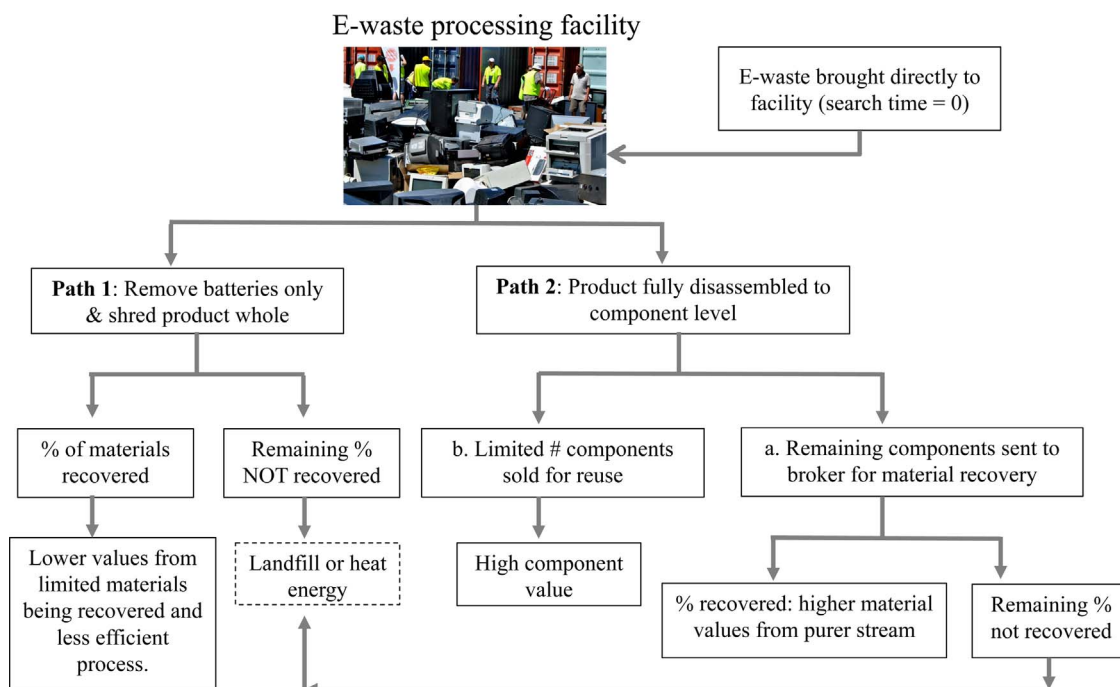 E-waste processing facility
E-waste brought directly to
facility (search time = 0)
Path 1: Remove batteries only
& shred product whole
Path 2: Product fully disassembled to
component level
% of materials
recovered
Remaining %
NOT recovered
b. Limited # components
sold for reuse
a. Remaining components sent to
broker for material recovery
Lower values from
limited materials
being recovered and
less efficient
process.
Landfill or heat
energy
High component
value
% recovered: higher material
values from purer stream
Remaining %
not recovered